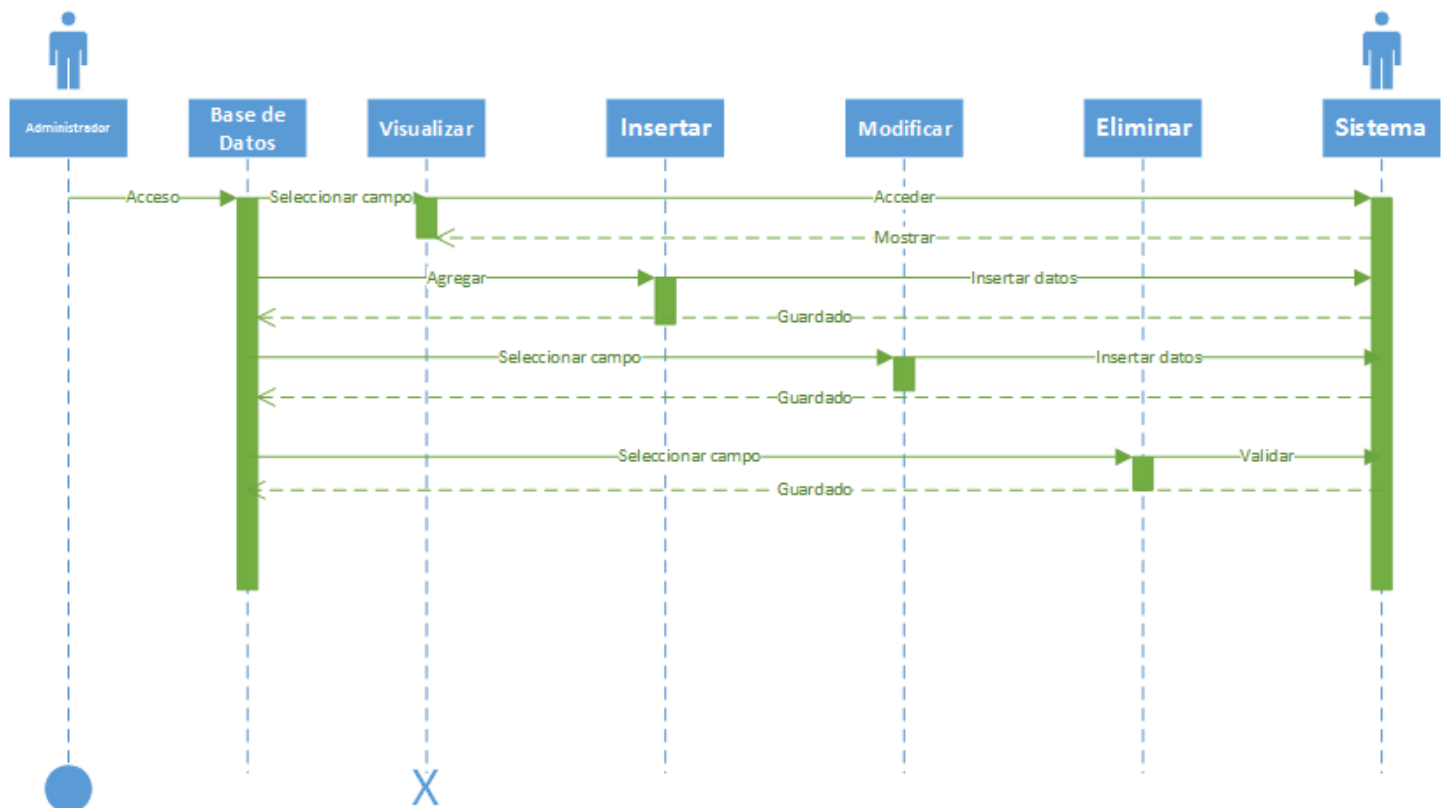 Administrador
Base de
Datos
Visualizar
Insertar
Modificar
Eliminar
Sistema
Acceso
Seleccionar campo
Acceder
Mostrar
Agregar
Insertar datos
Guardado
Seleccionar campo
Insertar datos
Guardado
Seleccionar campo
Validar
Guardado
X